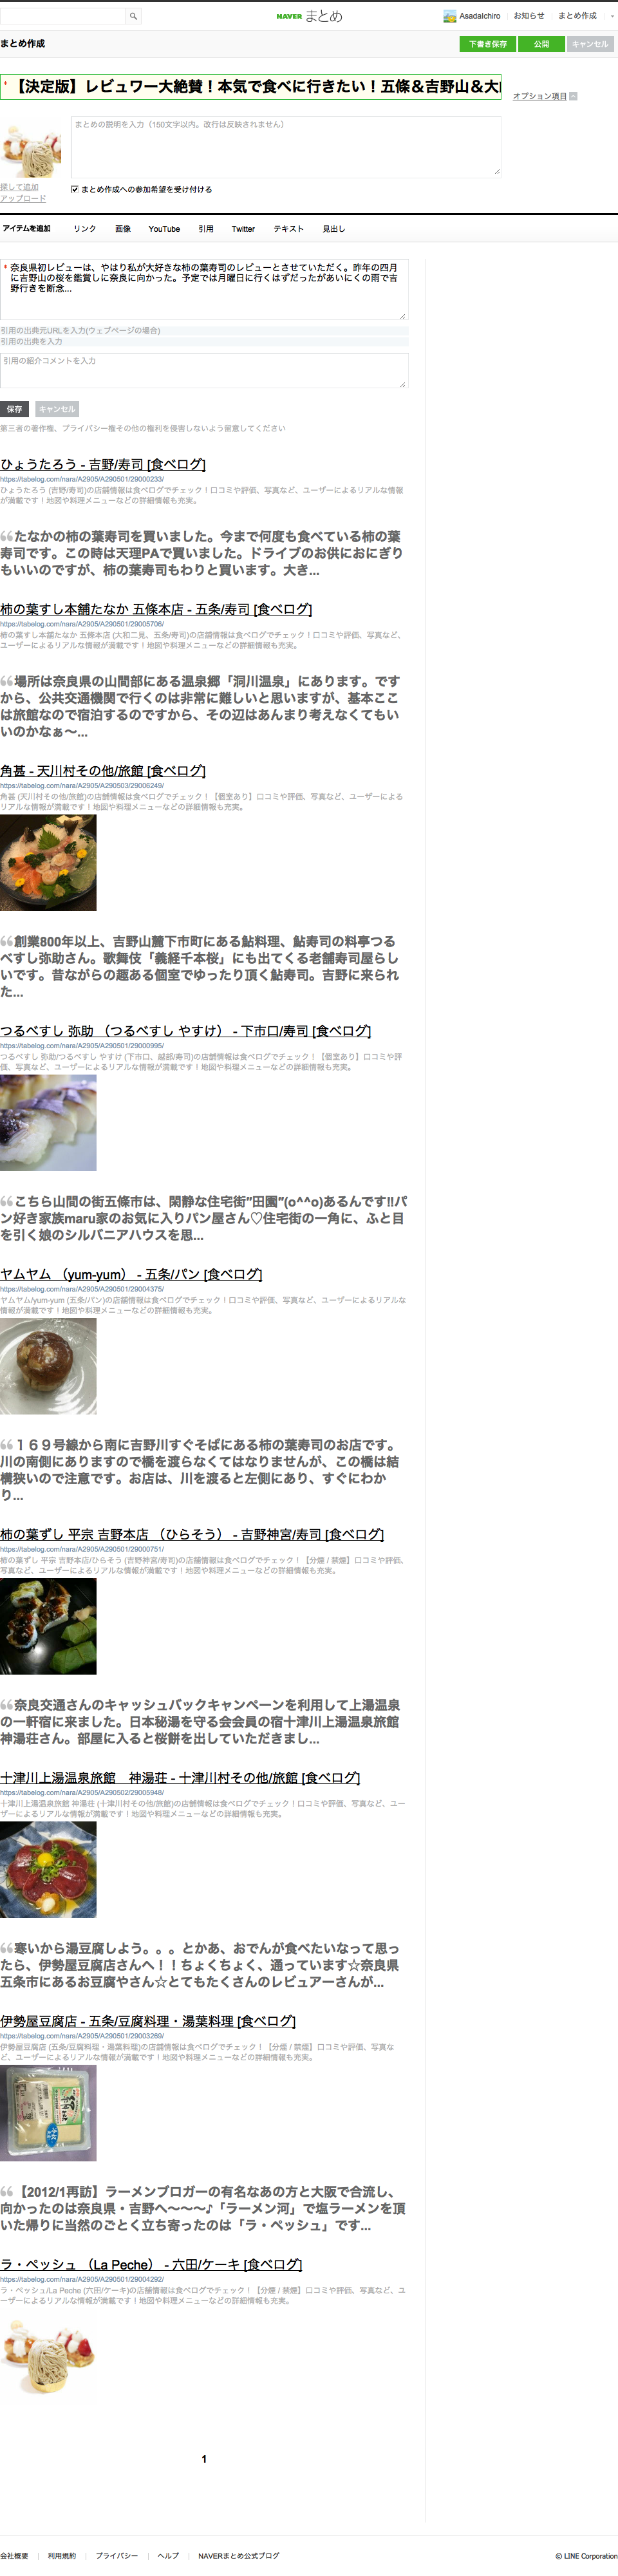 NAVER まとめ
AsadaIchiro
お知らせ
まとめ作成
まとめ作成
下書き保存
公開
キャンセル
* 【決定版】レビュワー大絶賛！本気で食べに行きたい！五條＆吉野山＆大
オプション項目
まとめの説明を入力（150文字以内。改行は反映されません）
探して追加
アップロード
まとめ作成への参加希望を受け付ける
アイテムを追加
リンク
画像
YouTube
引用
Twitter
テキスト
見出し
* 奈良県初レビューは、やはり私が大好きな柿の葉寿司のレビューとさせていただく。昨年の四月
に吉野山の桜を鑑賞しに奈良に向かった。予定では月曜日に行くはずだったがあいにくの雨で吉
野行きを断念...
引用の出典元URLを入力(ウェブページの場合)
引用の出典を入力
引用の紹介コメントを入力
保存
キャンセル
第三者の著作権、プライバシー権その他の権利を侵害しないよう留意してください
ひょうたろう - 吉野/寿司 [食べログ]
https://tabelog.com/nara/A2905/A290501/29000233/
ひょうたろう (吉野/寿司)の店舗情報は食べログでチェック！口コミや評価、写真など、ユーザーによるリアルな情報
が満載です！地図や料理メニューなどの詳細情報も充実。
たなかの柿の葉寿司を買いました。今まで何度も食べている柿の葉
寿司です。この時は天理PAで買いました。ドライブのお供におにぎり
もいいのですが、柿の葉寿司もわりと買います。大き...
柿の葉すし本舗たなか 五條本店 - 五条/寿司 [食べログ]
https://tabelog.com/nara/A2905/A290501/29005706/
柿の葉すし本舗たなか 五條本店 (大和二見、五条/寿司)の店舗情報は食べログでチェック！口コミや評価、写真など、
ユーザーによるリアルな情報が満載です！地図や料理メニューなどの詳細情報も充実。
場所は奈良県の山間部にある温泉郷「洞川温泉」にあります。です
から、公共交通機関で行くのは非常に難しいと思いますが、基本ここ
は旅館なので宿泊するのですから、その辺はあんまり考えなくてもい
いのかなぁ〜...
角甚 - 天川村その他/旅館 [食べログ]
https://tabelog.com/nara/A2905/A290503/29006249/
角甚 (天川村その他/旅館)の店舗情報は食べログでチェック！【個室あり】口コミや評価、写真など、ユーザーによる
リアルな情報が満載です！地図や料理メニューなどの詳細情報も充実。
創業800年以上、吉野山麓下市町にある鮎料理、鮎寿司の料亭つる
べすし弥助さん。歌舞伎「義経千本桜」にも出てくる老舗寿司屋らし
いです。昔ながらの趣ある個室でゆったり頂く鮎寿司。吉野に来られ
た...
つるべすし 弥助 （つるべすし やすけ） - 下市口/寿司 [食べログ]
https://tabelog.com/nara/A2905/A290501/29000995/
つるべすし 弥助/つるべすし やすけ (下市口、越部/寿司)の店舗情報は食べログでチェック！【個室あり】口コミや評
価、写真など、ユーザーによるリアルな情報が満載です！地図や料理メニューなどの詳細情報も充実。
こちら山間の街五條市は、閑静な住宅街”田園”(o^^o)あるんです!!パ
ン好き家族maru家のお気に入りパン屋さん♡住宅街の一角に、ふと目
を引く娘のシルバニアハウスを思...
ヤムヤム （yum-yum） - 五条/パン [食べログ]
https://tabelog.com/nara/A2905/A290501/29004375/
ヤムヤム/yum-yum (五条/パン)の店舗情報は食べログでチェック！口コミや評価、写真など、ユーザーによるリアルな
情報が満載です！地図や料理メニューなどの詳細情報も充実。
１６９号線から南に吉野川すぐそばにある柿の葉寿司のお店です。
川の南側にありますので橋を渡らなくてはなりませんが、この橋は結
構狭いので注意です。お店は、川を渡ると左側にあり、すぐにわか
り...
柿の葉ずし 平宗 吉野本店 （ひらそう） - 吉野神宮/寿司 [食べログ]
https://tabelog.com/nara/A2905/A290501/29000751/
柿の葉ずし 平宗 吉野本店/ひらそう (吉野神宮/寿司)の店舗情報は食べログでチェック！【分煙 / 禁煙】口コミや評価、
写真など、ユーザーによるリアルな情報が満載です！地図や料理メニューなどの詳細情報も充実。
奈良交通さんのキャッシュバックキャンペーンを利用して上湯温泉
の一軒宿に来ました。日本秘湯を守る会会員の宿十津川上湯温泉旅館
神湯荘さん。部屋に入ると桜餅を出していただきまし...
十津川上湯温泉旅館　神湯荘 - 十津川村その他/旅館 [食べログ]
https://tabelog.com/nara/A2905/A290502/29005948/
十津川上湯温泉旅館 神湯荘 (十津川村その他/旅館)の店舗情報は食べログでチェック！口コミや評価、写真など、ユー
ザーによるリアルな情報が満載です！地図や料理メニューなどの詳細情報も充実。
寒いから湯豆腐しよう。。。とかあ、おでんが食べたいなって思っ
たら、伊勢屋豆腐店さんへ！！ちょくちょく、通っています☆奈良県
五条市にあるお豆腐やさん☆とてもたくさんのレビュアーさんが...
伊勢屋豆腐店 - 五条/豆腐料理・湯葉料理 [食べログ]
https://tabelog.com/nara/A2905/A290501/29003269/
伊勢屋豆腐店 (五条/豆腐料理・湯葉料理)の店舗情報は食べログでチェック！【分煙 / 禁煙】口コミや評価、写真な
ど、ユーザーによるリアルな情報が満載です！地図や料理メニューなどの詳細情報も充実。
【2012/1再訪】ラーメンブロガーの有名なあの方と大阪で合流し、
向かったのは奈良県・吉野へ〜〜〜♪「ラーメン河」で塩ラーメンを頂
いた帰りに当然のごとく立ち寄ったのは「ラ・ペッシュ」です...
ラ・ペッシュ （La Peche） - 六田/ケーキ [食べログ]
https://tabelog.com/nara/A2905/A290501/29004292/
ラ・ペッシュ/La Peche (六田/ケーキ)の店舗情報は食べログでチェック！【分煙 / 禁煙】口コミや評価、写真など、ユ
ーザーによるリアルな情報が満載です！地図や料理メニューなどの詳細情報も充実。
1
会社概要
利用規約
プライバシー
ヘルプ
NAVERまとめ公式ブログ
© LINE Corporation